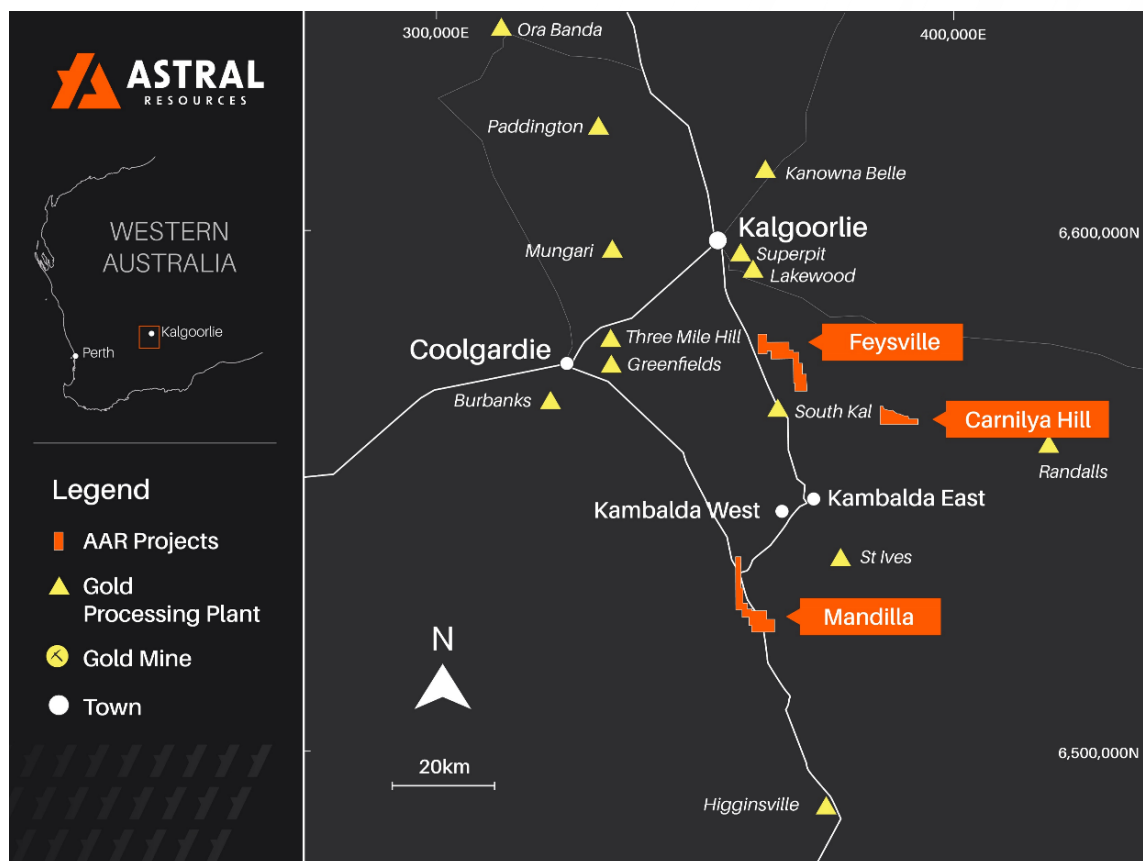 ASTRAL
RESOURCES
WESTERN
AUSTRALIA
Kalgoorlie
Perth
Legend
AAR Projects
Gold
Processing Plant
Gold Mine
Town
300,000E
400,000E
Ora Banda
Paddington
Kanowna Belle
Kalgoorlie
6,600,000N
Mungari
Superpit
Lakewood
Three Mile Hill
Feysville
Coolgardie
Greenfields
Burbanks
South Kal
Carnilya Hill
Randalls
Kambalda West
Kambalda East
St Ives
Mandilla
N
20km
6,500,000N
Higginsville